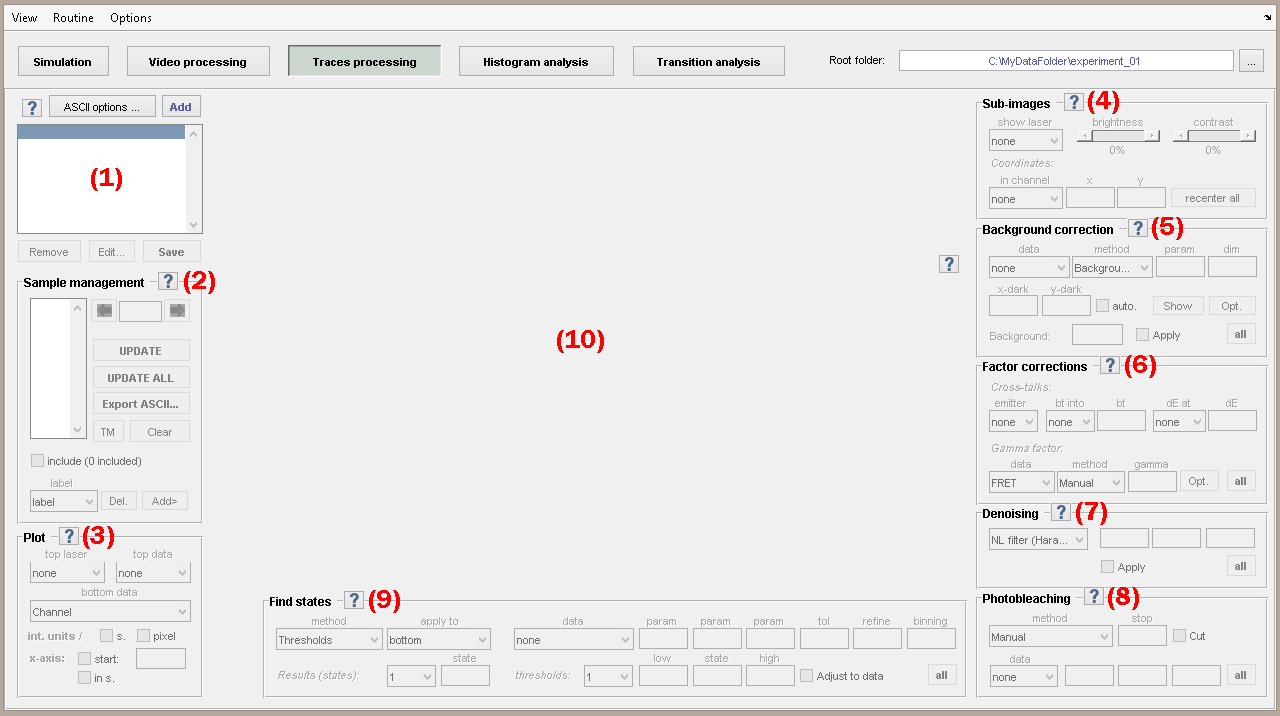 View Routine Options
Simulation Video processing Traces processing Histogram analysis Transition analysis Root folder: C:\MyDataFolder\experiment_01 ...
? ASCII options ... Add
(1)
Remove Edit... Save
Sample management ? (2)
UPDATE
UPDATE ALL
Export ASCII...
TM Clear
include (0 included)
label
label Del. Add>
Plot ? (3)
top laser top data
none none
bottom data
Channel
int. units / s. pixel
x-axis: start:
in s.
?
(10)
Find states ? (9)
method apply to data param param param tol refine binning
Thresholds bottom none
state low state high
Results (states): 1 thresholds: 1 Adjust to data all
Sub-images ? (4)
show laser brightness contrast
none
0% 0%
Coordinates:
in channel x y
none recenter all
Background correction ? (5)
data method param dim
none Backgrou...
x-dark y-dark
auto. Show Opt.
Background: Apply all
Factor corrections ? (6)
Cross-talks:
emitter bt into bt dE at dE
none none none
Gamma factor:
data method gamma
FRET Manual Opt. all
Denoising ? (7)
NL filter (Hara...
Apply all
Photobleaching ? (8)
method stop
Manual Cut
data
none all